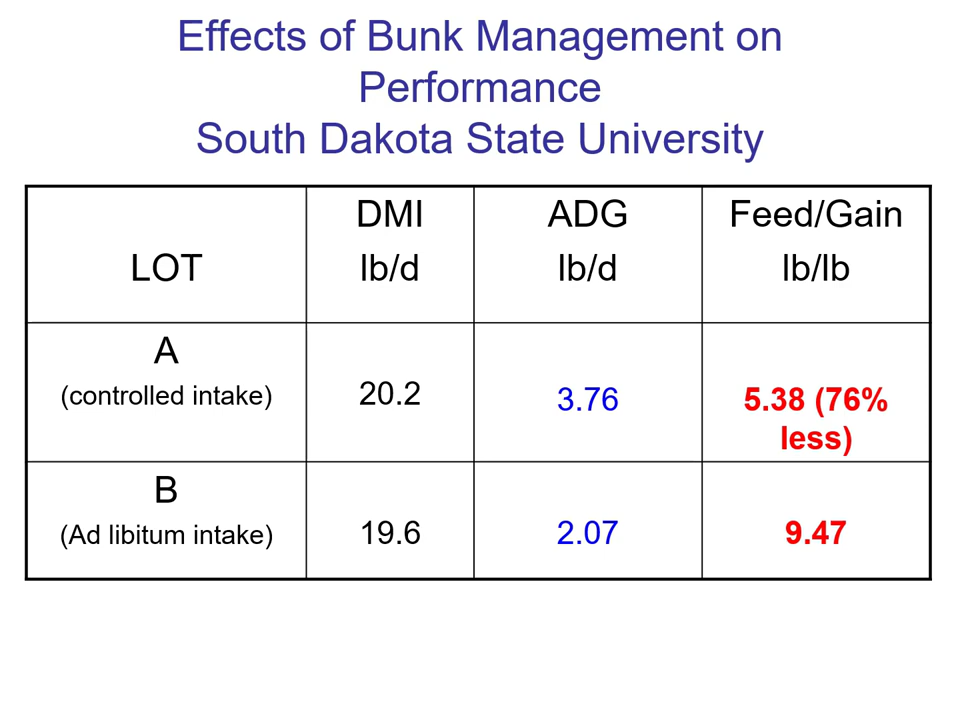 Effects of Bunk Management on
Performance
South Dakota State University
LOT
DMI
lb/d
ADG
lb/d
Feed/Gain
lb/lb
A
(controlled intake)
20.2
3.76
5.38 (76%
less)
B
(Ad libitum intake)
19.6
2.07
9.47